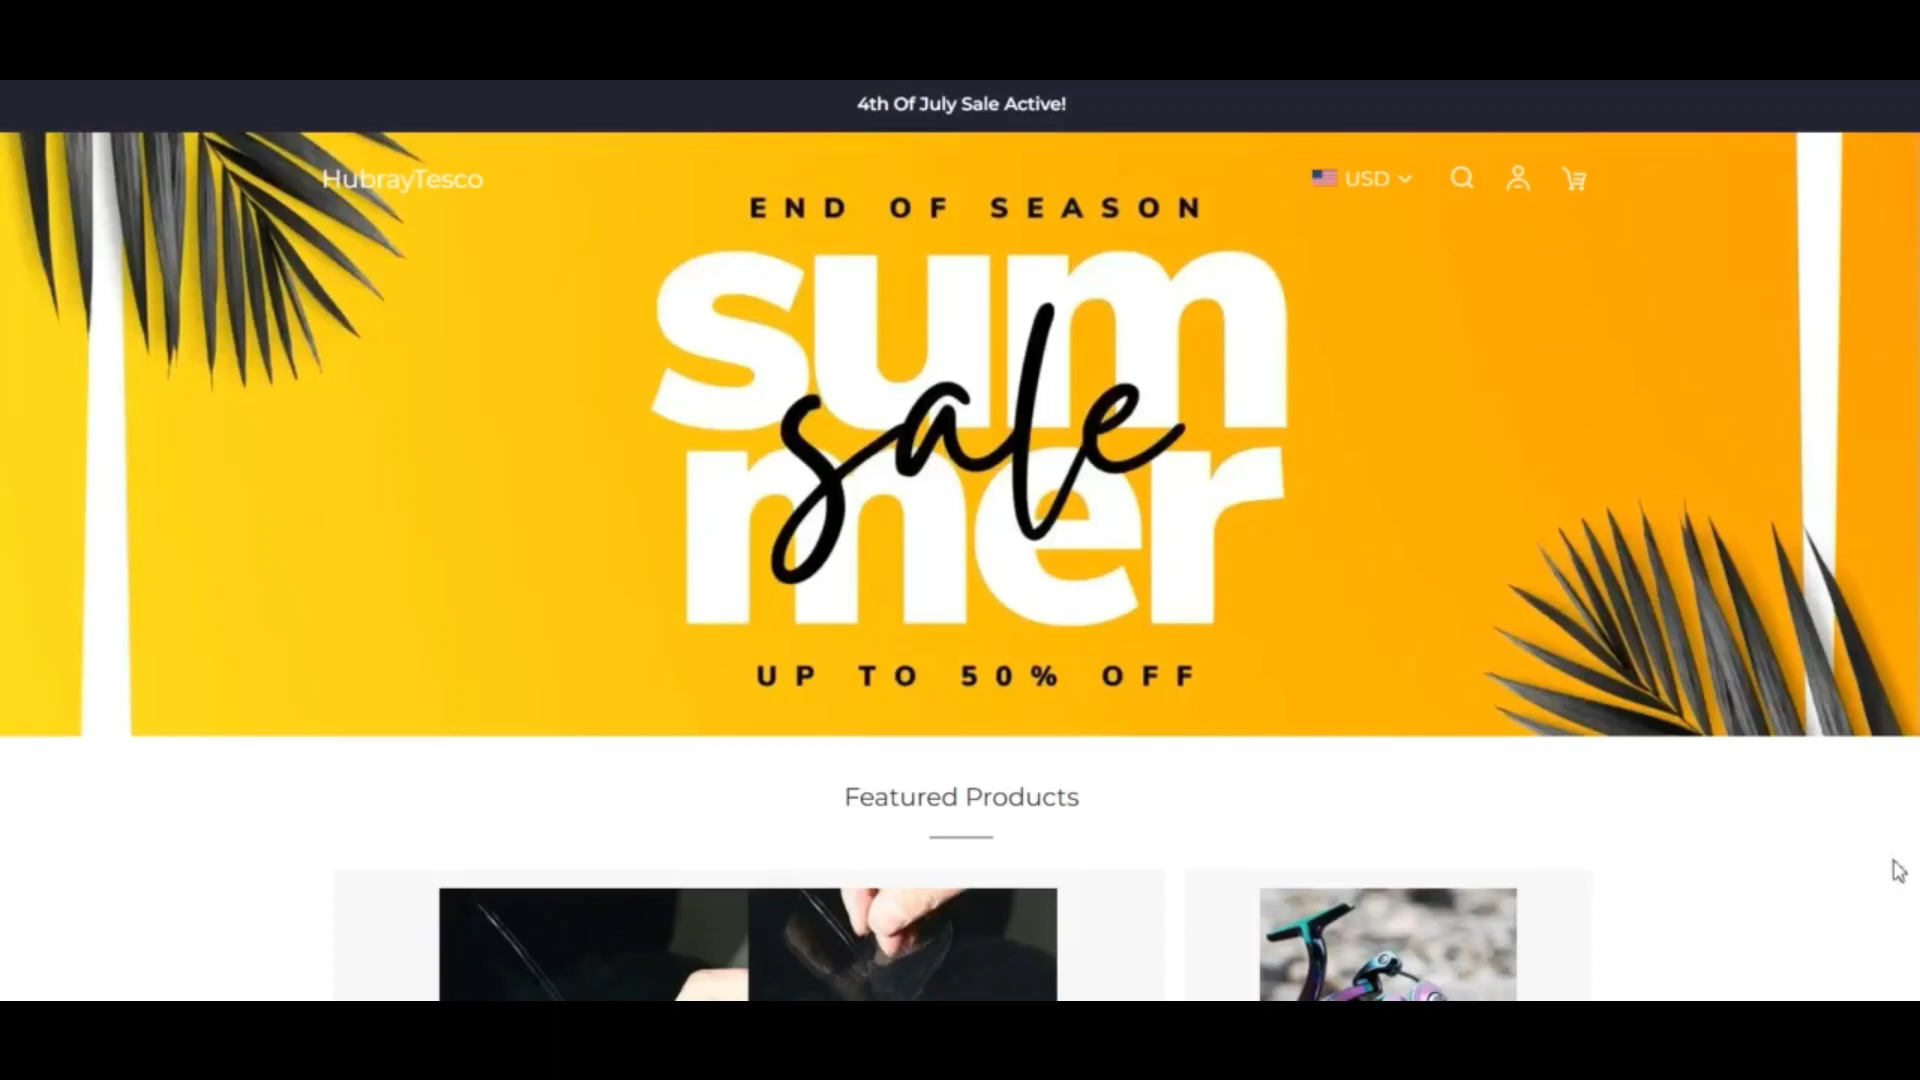 4th Of July Sale Active!
HubrayTesco
USD
END OF SEASON
summer
sale
UP TO 50% OFF
Featured Products